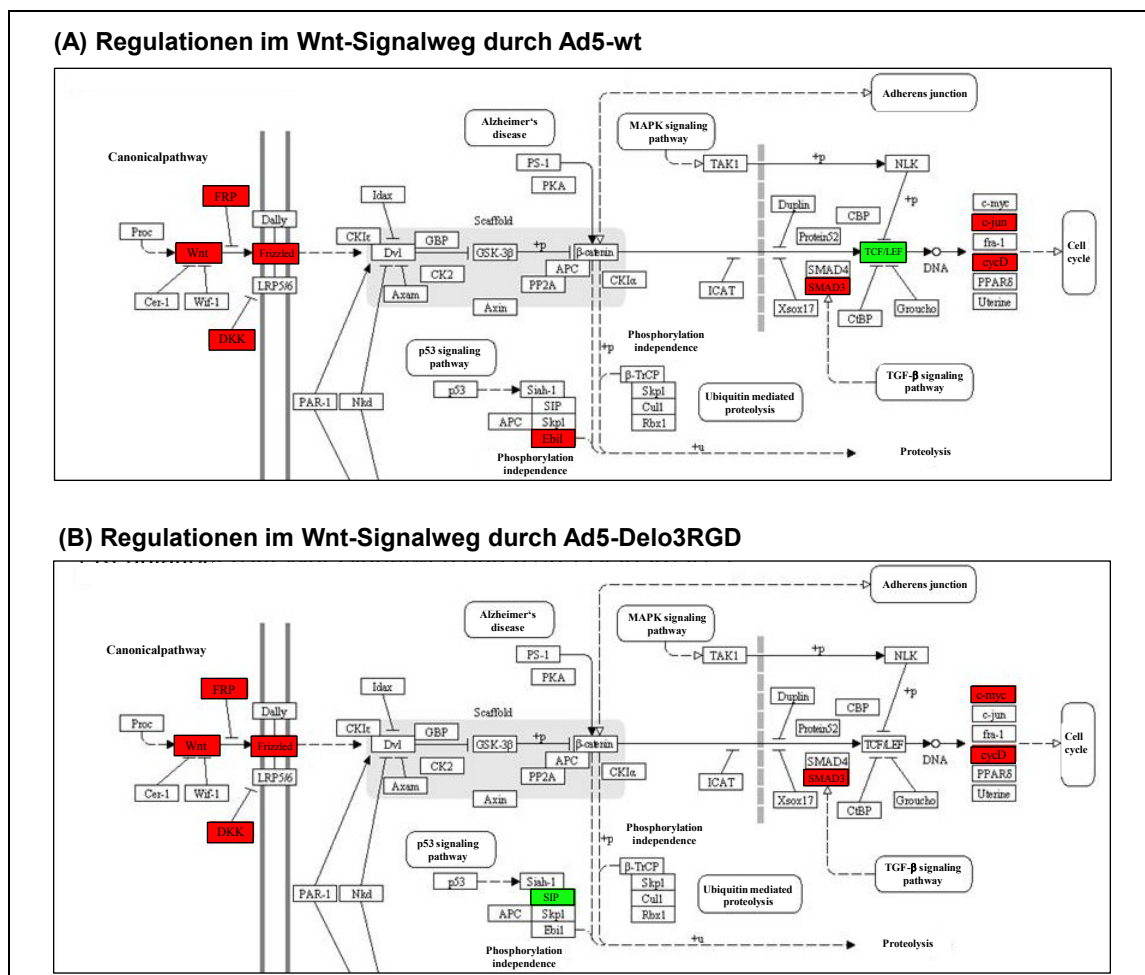 (A) Regulationen im Wnt-Signalweg durch Ad5-wt
Adherens junction
Alzheimer's
disease
MAPK signaling
pathway
Canonicalpathway
PS-1
PKA
TAK1
+p
NLK
FRP
Idax
Scaffold
Duplin
CBP
+p
c-myc
Proc
Dally
CKIε
GBP
Protein52
c-jun
Wnt
Frizzled
Dvl
GSK-3β
+p
β-catenin
TCF/LEF
DNA
fra-1
Cell
cycle
CK2
APC
SMAD4
cycD
LRP5/6
PP2A
CKIα
SMAD3
PPARδ
Cer-1
Wif-1
Axam
Axin
ICAT
Xsox17
CtBP
Groucho
Uterine
DKK
p53 signaling
pathway
Phosphorylation
independence
+p
TGF-β signaling
pathway
PAR-1
Nkd
p53
Siah-1
β-TrCP
SIP
Skp1
Ubiquitin mediated
proteolysis
APC
Skp1
Cul1
Ebi1
Rbx1
Phosphorylation
independence
+u
Proteolysis
(B) Regulationen im Wnt-Signalweg durch Ad5-Delo3RGD
Adherens junction
Alzheimer's
disease
MAPK signaling
pathway
Canonicalpathway
PS-1
PKA
TAK1
+p
NLK
FRP
Idax
Scaffold
Duplin
CBP
+p
c-myc
Proc
Dally
CKIε
GBP
Protein52
c-jun
Wnt
Frizzled
Dvl
GSK-3β
+p
β-catenin
TCF/LEF
DNA
fra-1
Cell
cycle
CK2
APC
SMAD4
cycD
LRP5/6
PP2A
CKIα
SMAD3
PPARδ
Cer-1
Wif-1
Axam
Axin
ICAT
Xsox17
CtBP
Groucho
Uterine
DKK
p53 signaling
pathway
Phosphorylation
independence
+p
TGF-β signaling
pathway
PAR-1
Nkd
p53
Siah-1
β-TrCP
SIP
Skp1
Ubiquitin mediated
proteolysis
APC
Skp1
Cul1
Ebi1
Rbx1
Phosphorylation
independence
+u
Proteolysis